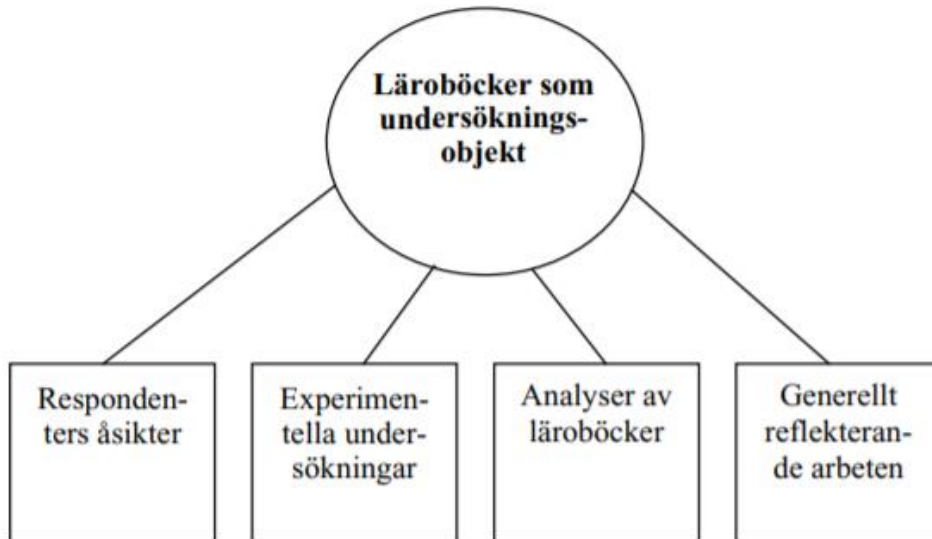 Läroböcker som
undersöknings-
objekt
Responden-
ters åsikter
Experimen-
tella under-
sökningar
Analyser av
läroböcker
Generellt
reflekteran-
de arbeten